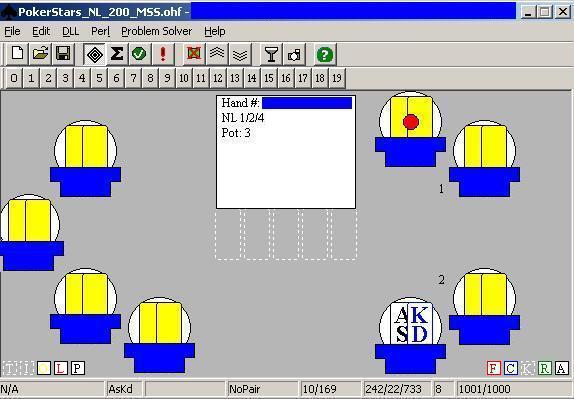 PokerStars_NL_200_MSS.ohf -
File Edit DLL Perl Problem Solver Help
0 1 2 3 4 5 6 7 8 9 10 11 12 13 14 15 16 17 18 19
Hand #:
NL 1/2/4
Pot: 3
1
2
A K
S D
T I O L P
F C K R A
N/A AsKd NoPair 10/169 242/22/733 8 1001/1000